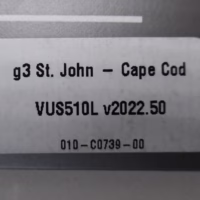 g3 St. John – Cape Cod
VUS510L v2022.50
010-C0739-00